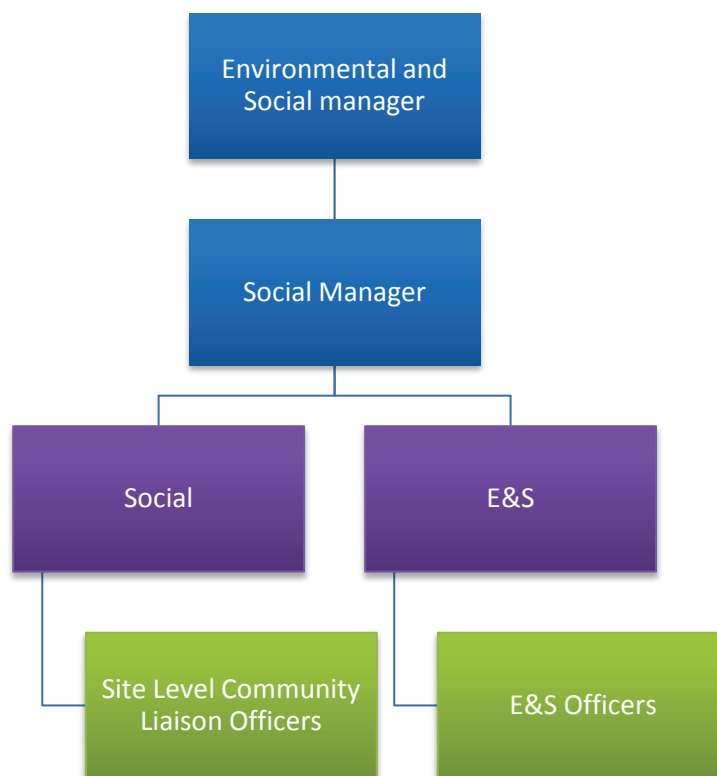 Environmental and
Social manager
Social Manager
Social
E&S
Site Level Community
Liaison Officers
E&S Officers